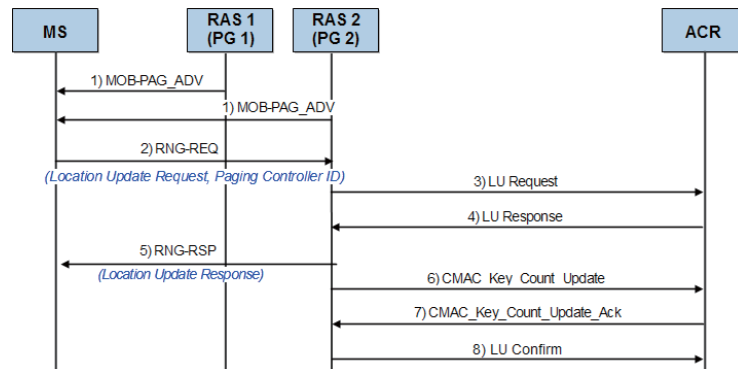 MS
RAS 1
(PG 1)
RAS 2
(PG 2)
ACR
1) MOB-PAG_ADV
1) MOB-PAG_ADV
2) RNG-REQ
(Location Update Request, Paging Controller ID)
3) LU Request
4) LU Response
5) RNG-RSP
(Location Update Response)
6) CMAC_Key_Count_Update
7) CMAC_Key_Count_Update_Ack
8) LU Confirm